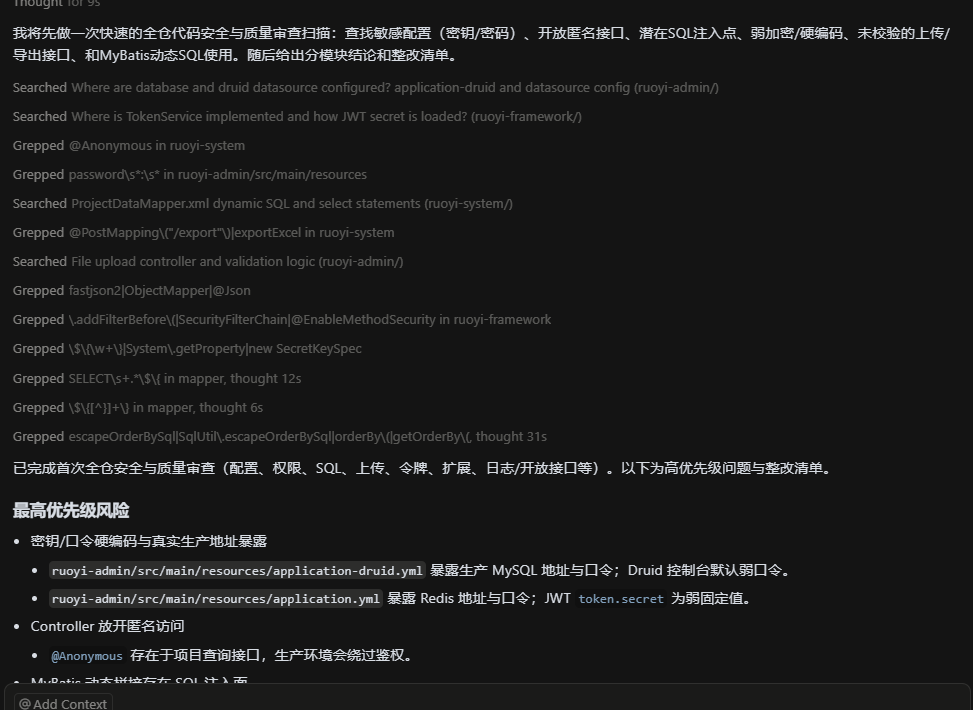 Thought for 9s
我将先做一次快速的全仓代码安全与质量审查扫描：查找敏感配置（密钥/密码）、开放匿名接口、潜在SQL注入点、弱加密/硬编码、未校验的上传/
导出接口、和MyBatis动态SQL使用。随后给出分模块结论和整改清单。
Searched Where are database and druid datasource configured? application-druid and datasource config (ruoyi-admin/)
Searched Where is TokenService implemented and how JWT secret is loaded? (ruoyi-framework/)
Grepped @Anonymous in ruoyi-system
Grepped password\s*:\s* in ruoyi-admin/src/main/resources
Searched ProjectDataMapper.xml dynamic SQL and select statements (ruoyi-system/)
Grepped @PostMapping\("/export"\)|exportExcel in ruoyi-system
Searched File upload controller and validation logic (ruoyi-admin/)
Grepped fastjson2|ObjectMapper|@Json
Grepped \.addFilterBefore\(|SecurityFilterChain|@EnableMethodSecurity in ruoyi-framework
Grepped \$\{\w+\}|System\.getProperty|new SecretKeySpec
Grepped SELECT\s+.*\$\{ in mapper, thought 12s
Grepped \$\{[^}]+\} in mapper, thought 6s
Grepped escapeOrderBySql|SqlUtil\.escapeOrderBySql|orderBy\(|getOrderBy\(, thought 31s
已完成首次全仓安全与质量审查（配置、权限、SQL、上传、令牌、扩展、日志/开放接口等）。以下为高优先级问题与整改清单。
最高优先级风险
• 密钥/口令硬编码与真实生产地址暴露
• ruoyi-admin/src/main/resources/application-druid.yml 暴露生产 MySQL 地址与口令；Druid 控制台默认弱口令。
• ruoyi-admin/src/main/resources/application.yml 暴露 Redis 地址与口令；JWT token.secret 为弱固定值。
• Controller 放开匿名访问
• @Anonymous 存在于项目查询接口，生产环境会绕过鉴权。
• MyBatis 动态拼接存在 SQL 注入面
@ Add Context